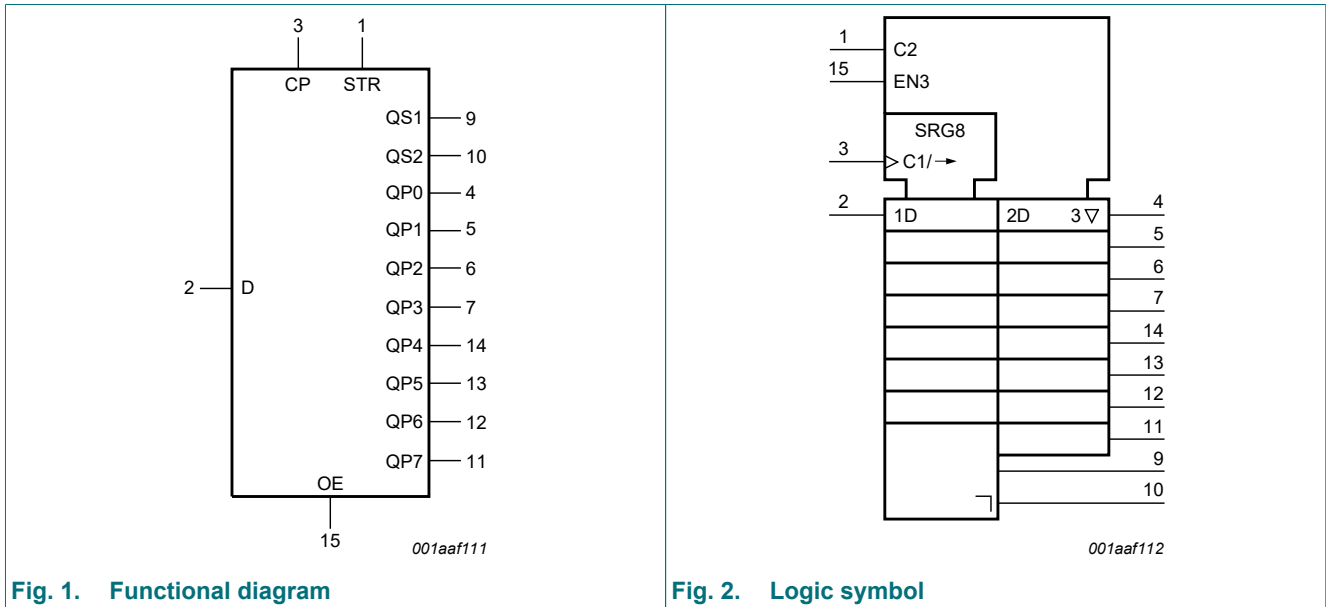 3 1
CP STR
QS1 9
QS2 10
QP0 4
QP1 5
QP2 6
2 D
QP3 7
QP4 14
QP5 13
QP6 12
QP7 11
OE
15
001aaf111
Fig. 1. Functional diagram
1 C2
15 EN3
SRG8
3 C1/→
2 1D 2D 3▽ 4
5
6
7
14
13
12
11
9
10
001aaf112
Fig. 2. Logic symbol